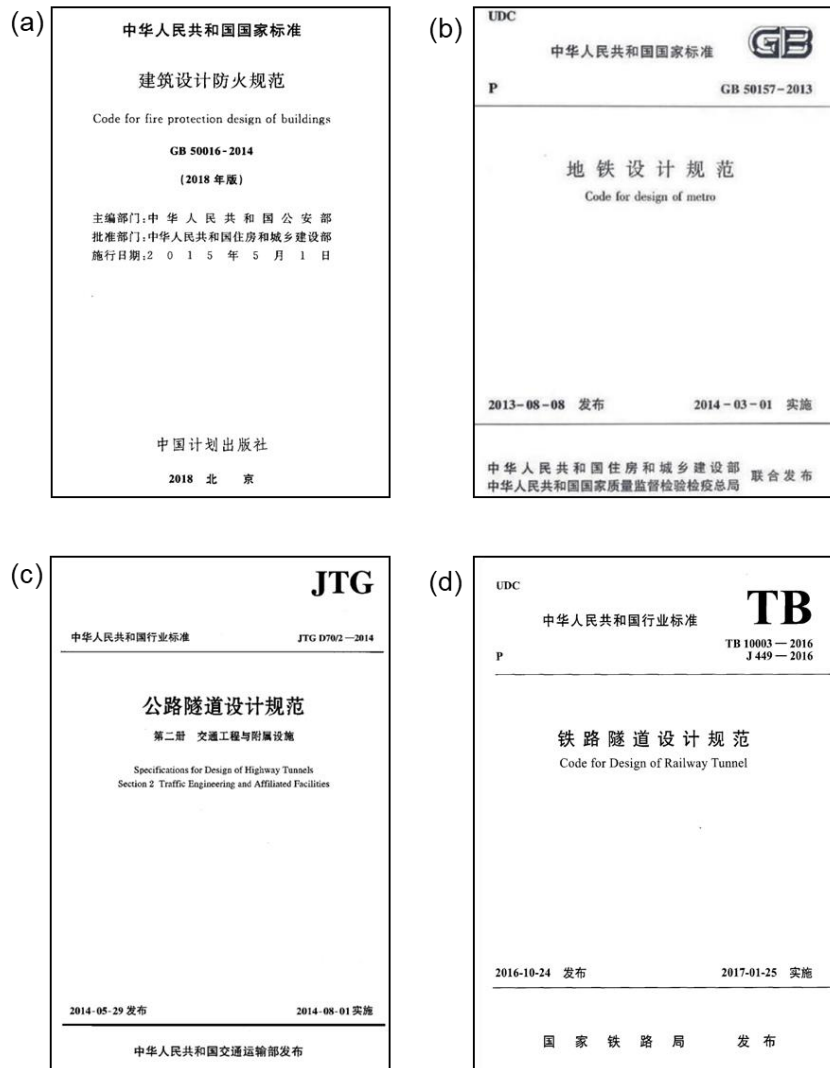 (a)
中华人民共和国国家标准
建筑设计防火规范
Code for fire protection design of buildings
GB 50016-2014
(2018年版)
主编部门:中华人民共和国公安部
批准部门:中华人民共和国住房和城乡建设部
施行日期:2015年5月1日
中国计划出版社
2018 北 京
(b)
UDC
中华人民共和国国家标准
GB
P
GB 50157-2013
地铁设计规范
Code for design of metro
2013-08-08 发布
2014-03-01 实施
中华人民共和国住房和城乡建设部
中华人民共和国国家质量监督检验检疫总局
联合发布
(c)
JTG
中华人民共和国行业标准
JTG D70/2—2014
公路隧道设计规范
第二册 交通工程与附属设施
Specifications for Design of Highway Tunnels
Section 2 Traffic Engineering and Affiliated Facilities
2014-05-29 发布
2014-08-01 实施
中华人民共和国交通运输部发布
(d)
UDC
中华人民共和国行业标准
TB
TB 10003—2016
P
J 449—2016
铁路隧道设计规范
Code for Design of Railway Tunnel
2016-10-24 发布
2017-01-25 实施
国家铁路局 发布